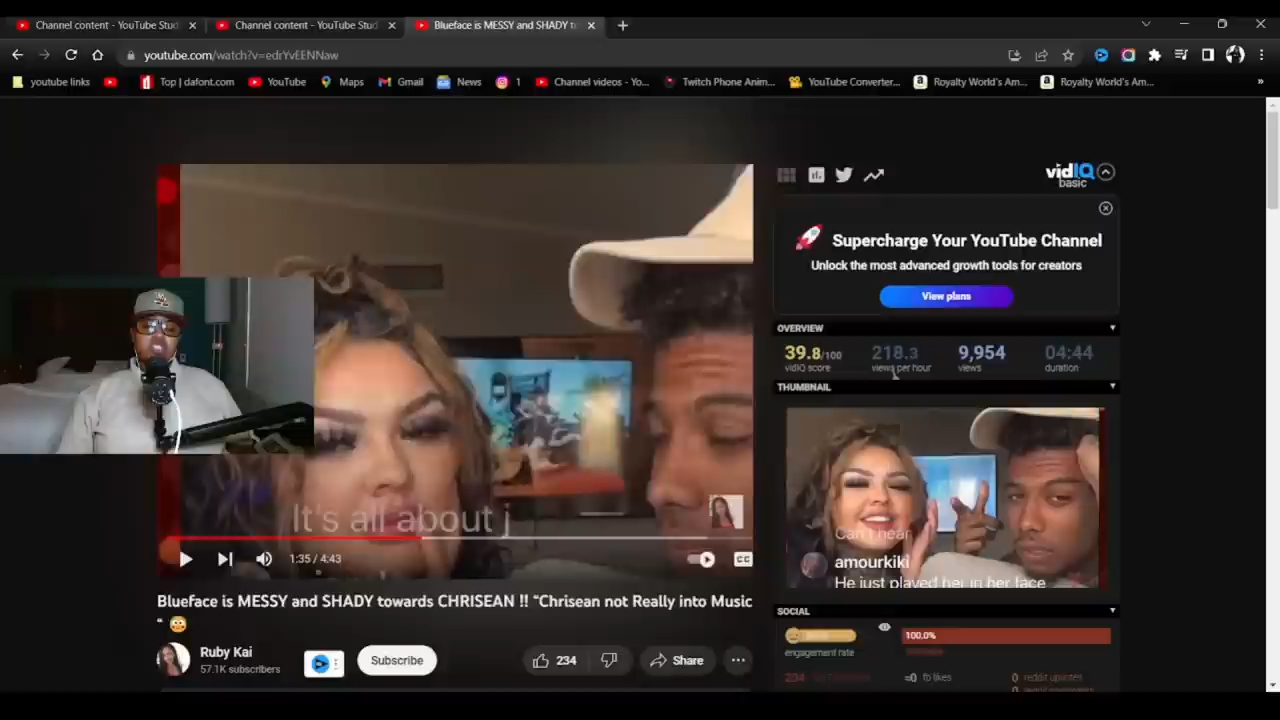 Channel content - YouTube Stud
Channel content - YouTube Stud
Blueface is MESSY and SHADY t
youtube.com/watch?v=edrYvEENNaw
youtube links
Top | dafont.com
YouTube
Maps
Gmail
News
1
Channel videos - Yo...
Twitch Phone Anim...
YouTube Converter...
Royalty World's Am...
Royalty World's Am...
»
vidIQ
basic
Supercharge Your YouTube Channel
Unlock the most advanced growth tools for creators
View plans
OVERVIEW
39.8/100
218.3
9,954
04:44
vidIQ score
views per hour
views
duration
THUMBNAIL
Can't hear
amourkiki
He just played her in her face
It's all about j
1:35 / 4:43
CC
Blueface is MESSY and SHADY towards CHRISEAN !! "Chrisean not Really into Music
" 😳
SOCIAL
100.0%
engagement rate
Ruby Kai
57.1K subscribers
Subscribe
234
Share
234
≈0 fb likes
0 reddit upvotes